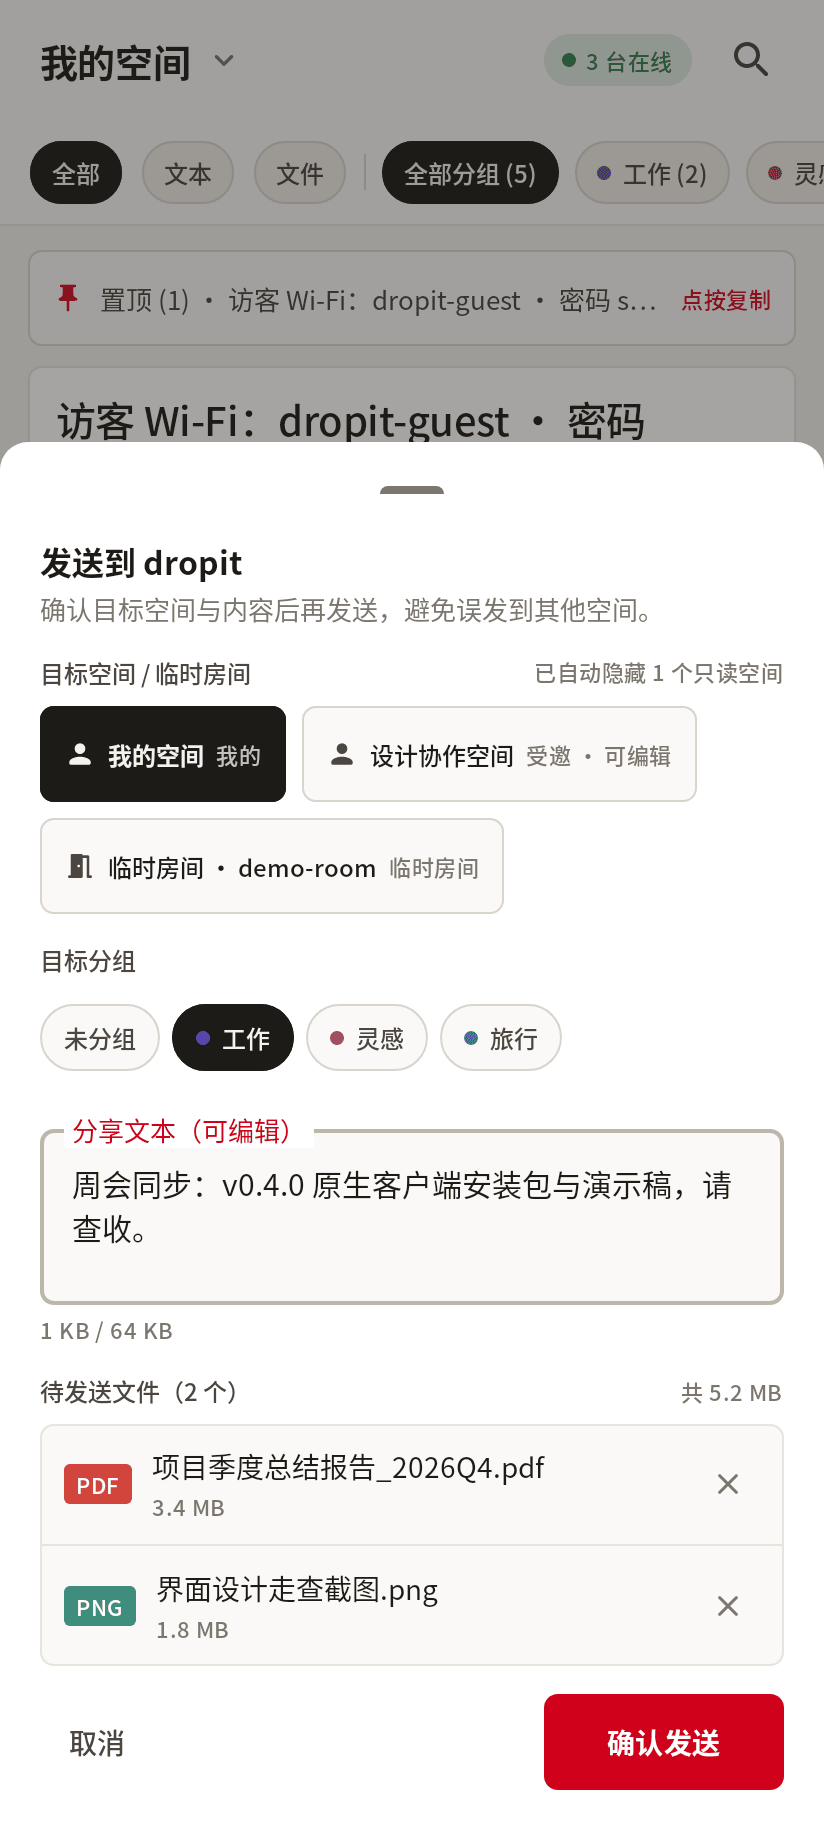 我的空间
3 台在线
全部
文本
文件
全部分组 (5)
工作 (2)
置顶 (1) · 访客 Wi-Fi：dropit-guest · 密码 s…
点按复制
访客 Wi-Fi：dropit-guest · 密码
发送到 dropit
确认目标空间与内容后再发送，避免误发到其他空间。
目标空间 / 临时房间
已自动隐藏 1 个只读空间
我的空间 我的
设计协作空间 受邀 · 可编辑
临时房间 · demo-room 临时房间
目标分组
未分组
工作
灵感
旅行
分享文本（可编辑）
周会同步：v0.4.0 原生客户端安装包与演示稿，请
查收。
1 KB / 64 KB
待发送文件（2 个）
共 5.2 MB
PDF
项目季度总结报告_2026Q4.pdf
3.4 MB
PNG
界面设计走查截图.png
1.8 MB
取消
确认发送